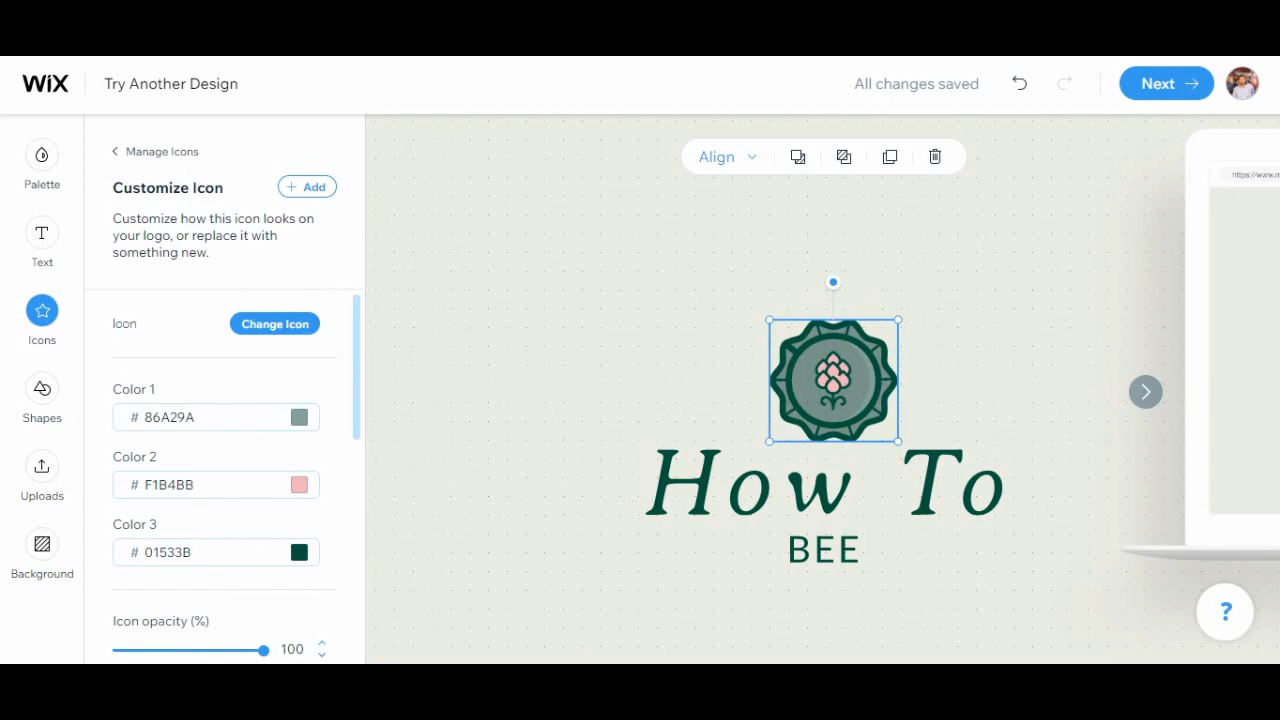 WiX
Try Another Design
All changes saved
Next
Palette
Text
Icons
Shapes
Uploads
Background
Manage Icons
Customize Icon
Add
Customize how this icon looks on
your logo, or replace it with
something new.
Icon
Change Icon
Color 1
# 86A29A
Color 2
# F1B4BB
Color 3
# 01533B
Icon opacity (%)
100
Align
How To
BEE
https://www.m
?